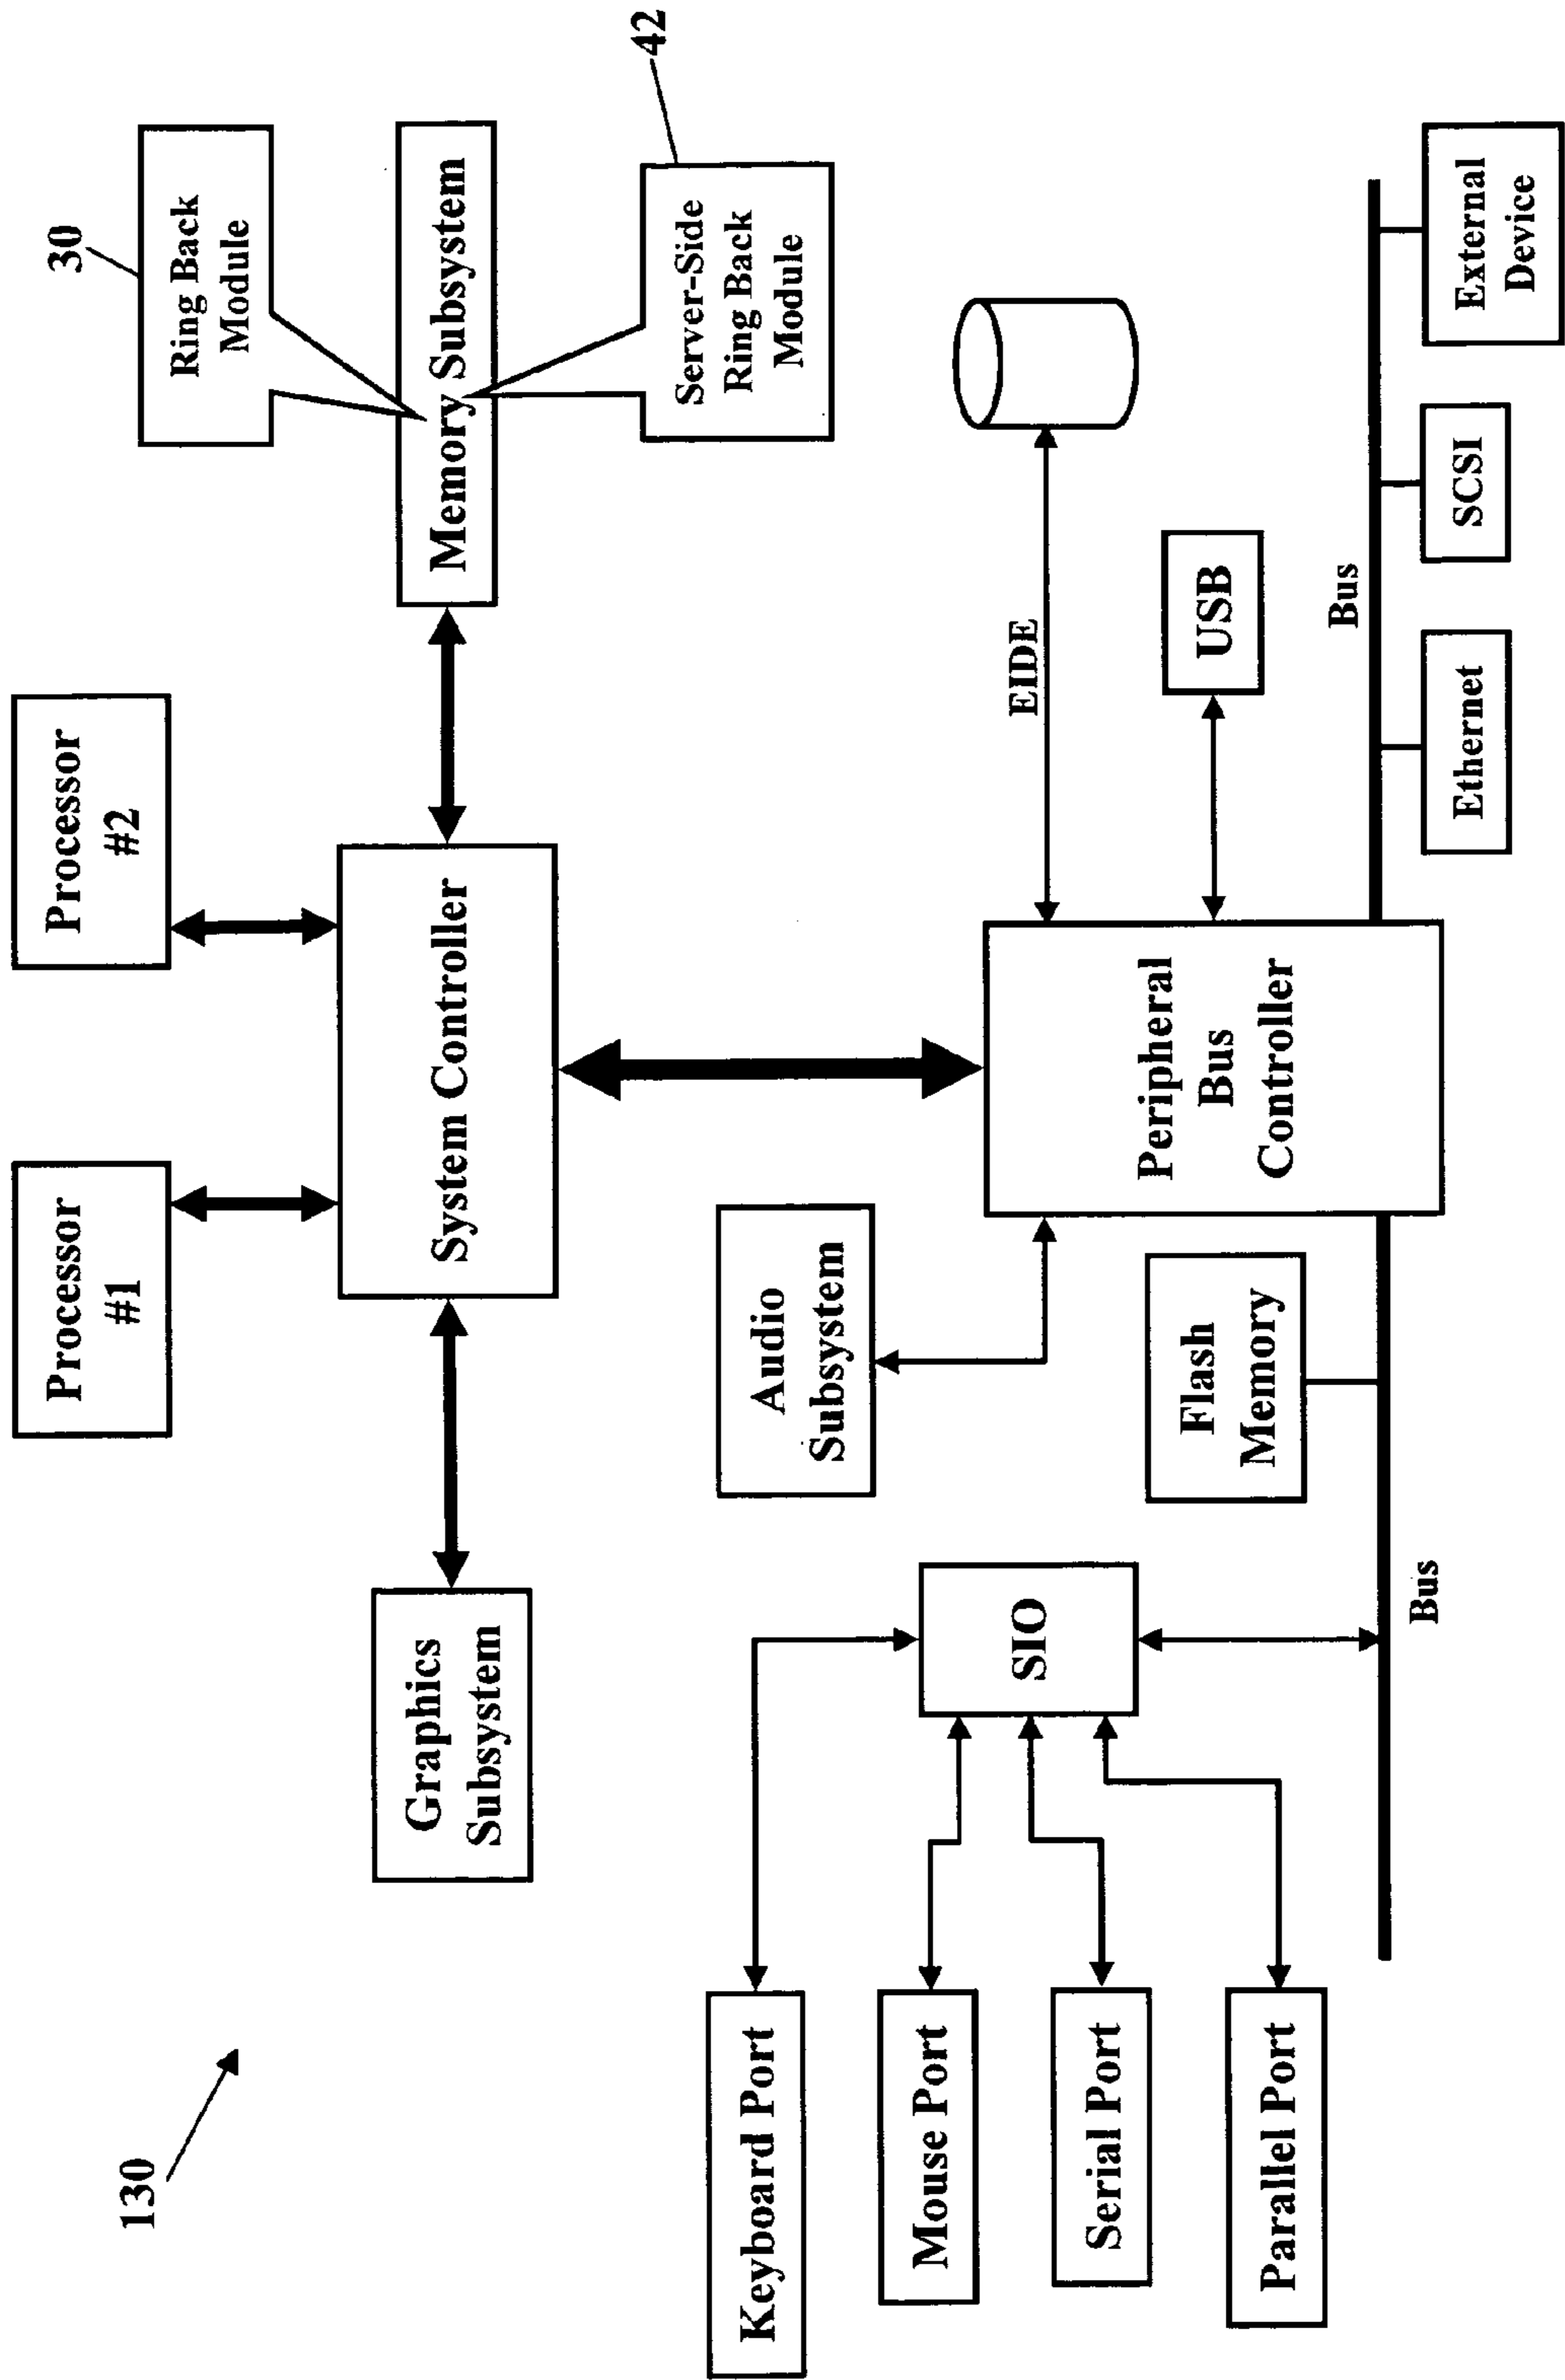 130
Processor
#1
Processor
#2
30
Ring Back
Module
Graphics
Subsystem
System Controller
Memory Subsystem
42
Server-Side
Ring Back
Module
Keyboard Port
Mouse Port
Serial Port
Parallel Port
SIO
Audio
Subsystem
Flash
Memory
Peripheral
Bus
Controller
EIDE
USB
Bus
Bus
Ethernet
SCSI
External
Device